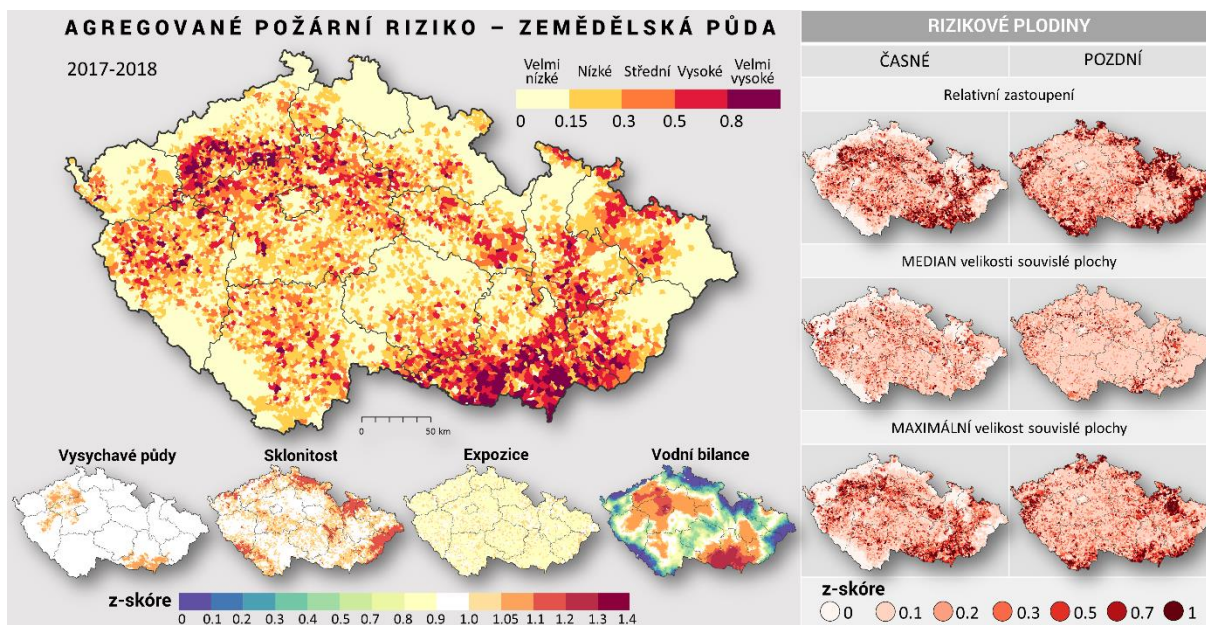 AGREGOVANÉ POŽÁRNÍ RIZIKO – ZEMĚDĚLSKÁ PŮDA
2017-2018
Velmi nízké Nízké Střední Vysoké Velmi vysoké
0 0.15 0.3 0.5 0.8
0 50 km
Vysychavé půdy Sklonitost Expozice Vodní bilance
z-skóre
0 0.1 0.2 0.4 0.5 0.7 0.8 0.9 1.0 1.05 1.1 1.2 1.3 1.4
RIZIKOVÉ PLODINY
ČASNÉ POZDNÍ
Relativní zastoupení
MEDIAN velikosti souvislé plochy
MAXIMÁLNÍ velikost souvislé plochy
z-skóre
0 0.1 0.2 0.3 0.5 0.7 1